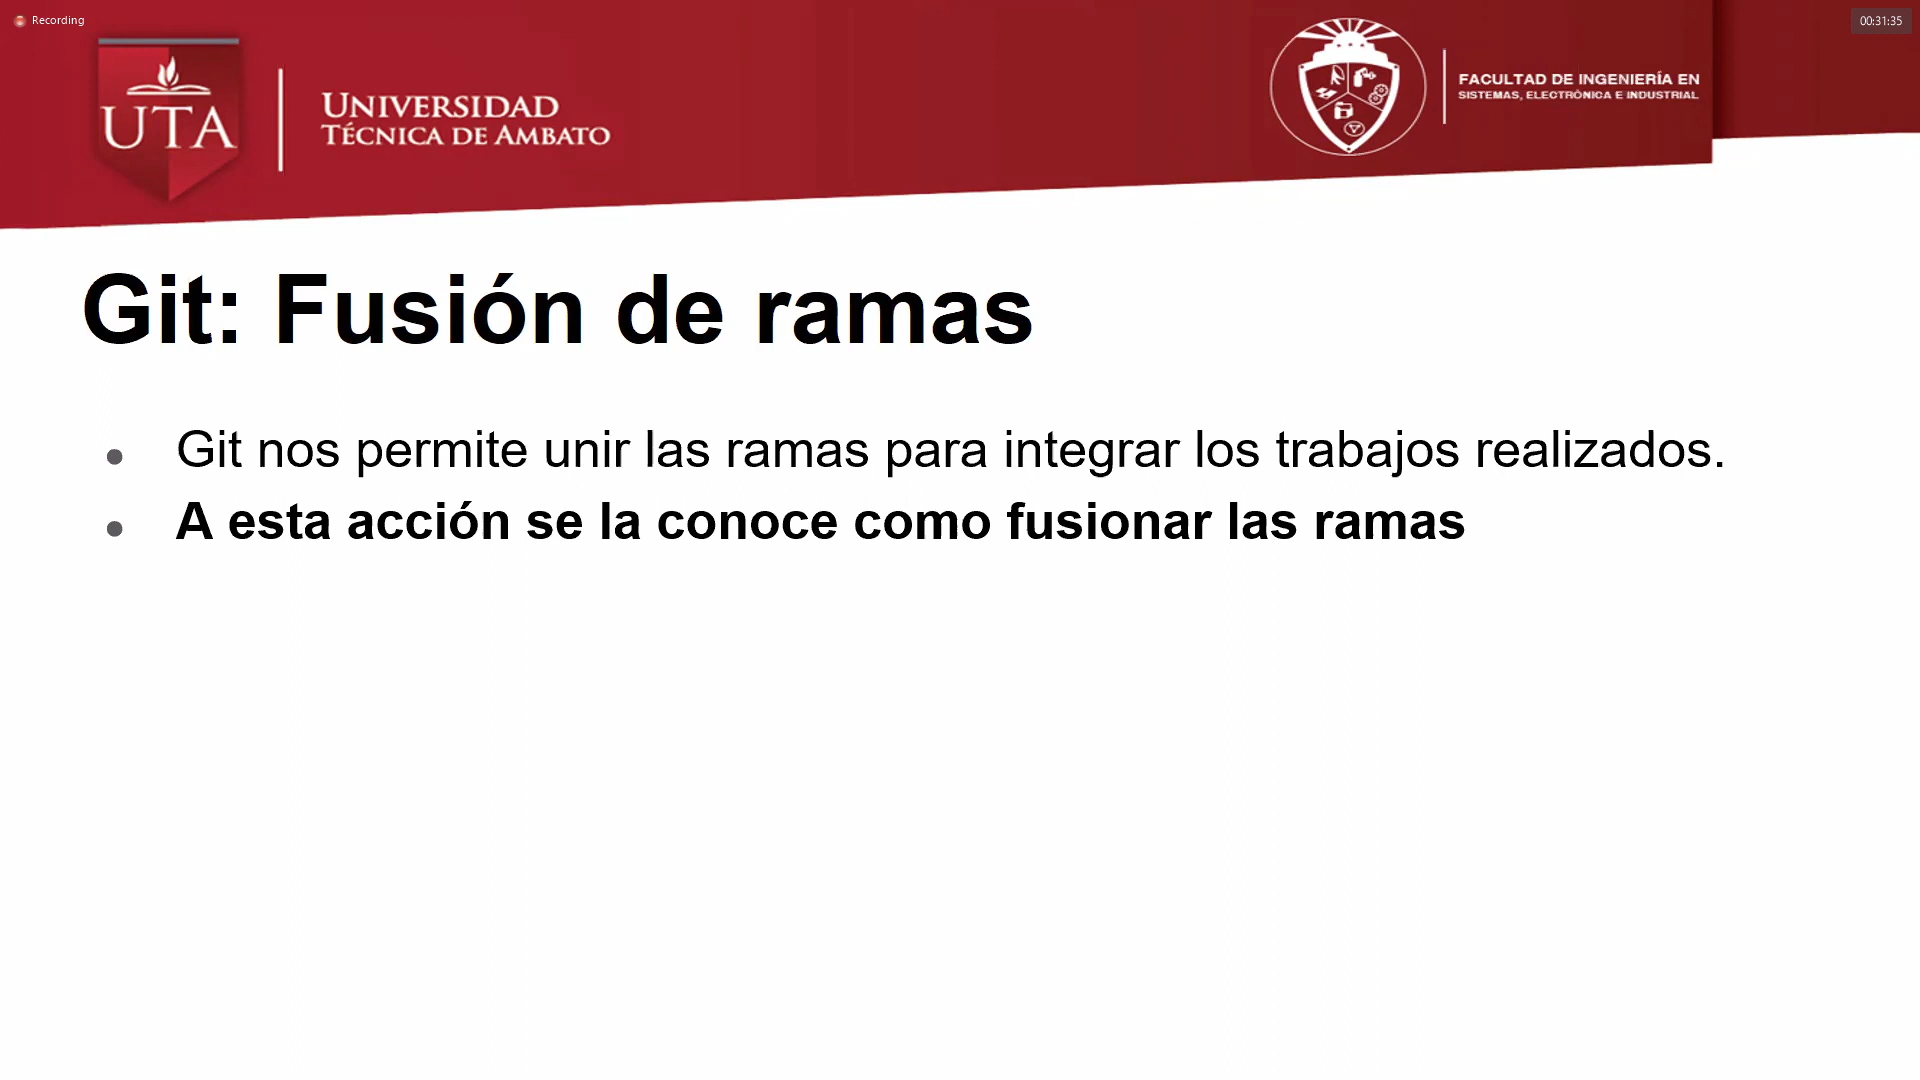 Recording
00:31:35
UTA
UNIVERSIDAD
TÉCNICA DE AMBATO
FACULTAD DE INGENIERÍA EN
SISTEMAS, ELECTRÓNICA E INDUSTRIAL
Git: Fusión de ramas
• Git nos permite unir las ramas para integrar los trabajos realizados.
• A esta acción se la conoce como fusionar las ramas